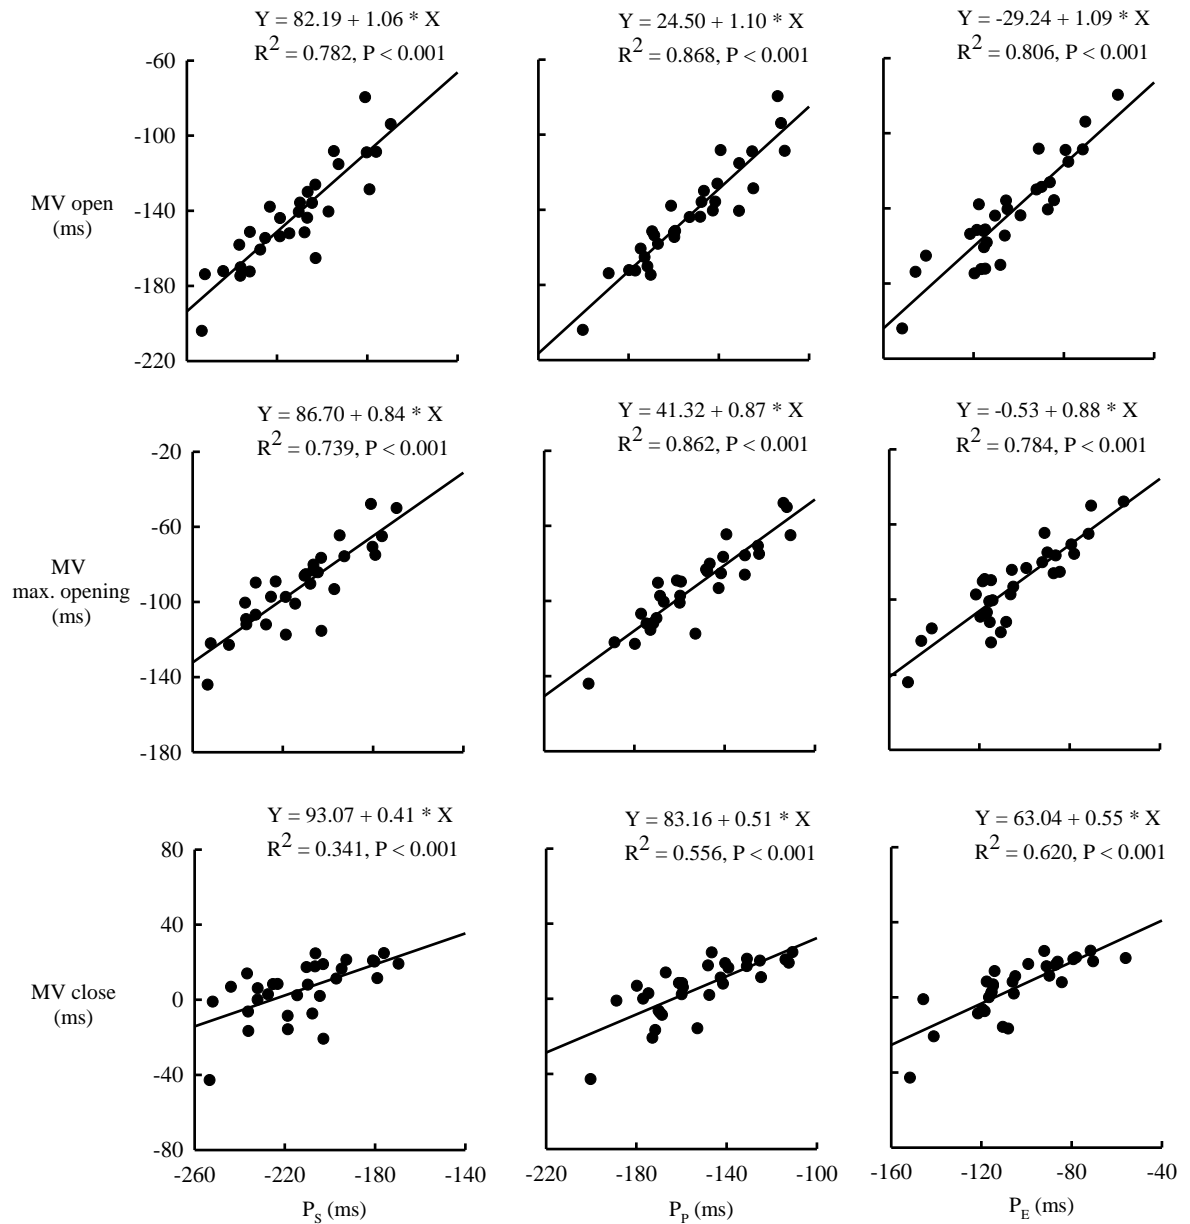 Y = 82.19 + 1.06 * X
R2 = 0.782, P < 0.001
Y = 24.50 + 1.10 * X
R2 = 0.868, P < 0.001
Y = -29.24 + 1.09 * X
R2 = 0.806, P < 0.001
-60
-100
-140
-180
-220
MV open
(ms)
Y = 86.70 + 0.84 * X
R2 = 0.739, P < 0.001
Y = 41.32 + 0.87 * X
R2 = 0.862, P < 0.001
Y = -0.53 + 0.88 * X
R2 = 0.784, P < 0.001
-20
-60
-100
-140
-180
MV
max. opening
(ms)
Y = 93.07 + 0.41 * X
R2 = 0.341, P < 0.001
Y = 83.16 + 0.51 * X
R2 = 0.556, P < 0.001
Y = 63.04 + 0.55 * X
R2 = 0.620, P < 0.001
80
40
0
-40
-80
MV close
(ms)
-260 -220 -180 -140
-220 -180 -140 -100
-160 -120 -80 -40
PS (ms)
PP (ms)
PE (ms)